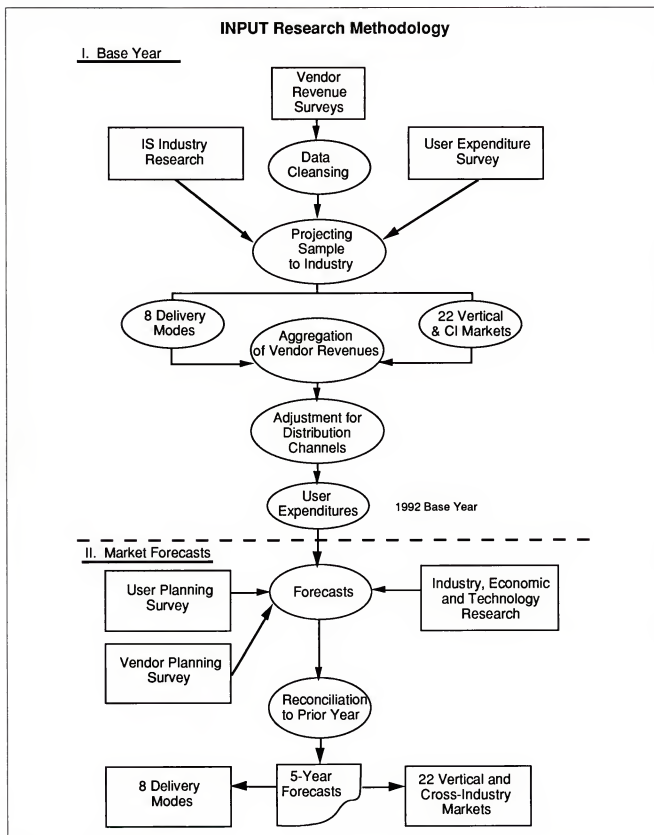 INPUT Research Methodology
I. Base Year
Vendor
Revenue
Surveys
IS Industry
Research
Data
Cleansing
User Expenditure
Survey
Projecting
Sample
to Industry
8 Delivery
Modes
Aggregation
of Vendor Revenues
22 Vertical
& CI Markets
Adjustment for
Distribution
Channels
User
Expenditures
1992 Base Year
II. Market Forecasts
User Planning
Survey
Forecasts
Industry, Economic
and Technology
Research
Vendor Planning
Survey
Reconciliation
to Prior Year
8 Delivery
Modes
5-Year
Forecasts
22 Vertical and
Cross-Industry
Markets